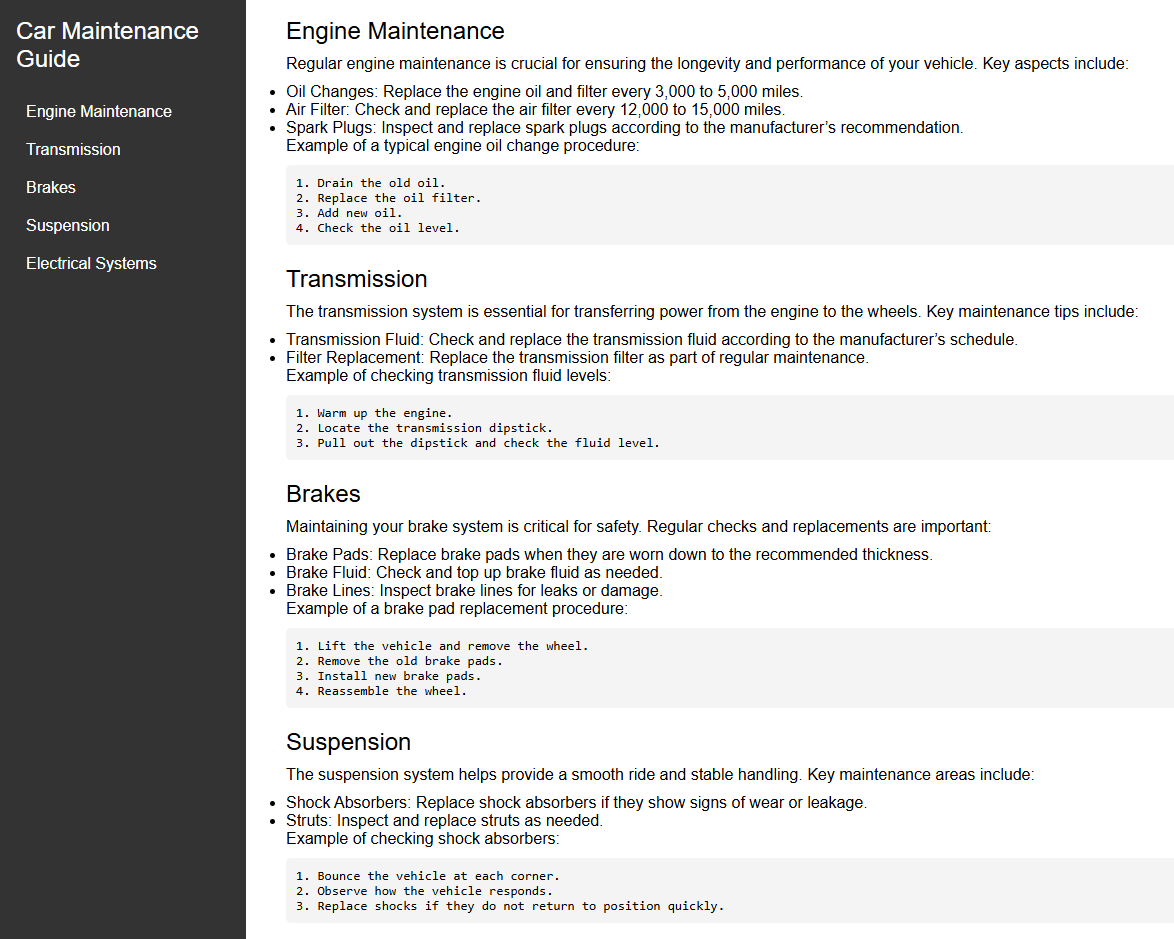 Car Maintenance
Guide
Engine Maintenance
Transmission
Brakes
Suspension
Electrical Systems
Engine Maintenance
Regular engine maintenance is crucial for ensuring the longevity and performance of your vehicle. Key aspects include:
• Oil Changes: Replace the engine oil and filter every 3,000 to 5,000 miles.
• Air Filter: Check and replace the air filter every 12,000 to 15,000 miles.
• Spark Plugs: Inspect and replace spark plugs according to the manufacturer’s recommendation.
Example of a typical engine oil change procedure:
1. Drain the old oil.
2. Replace the oil filter.
3. Add new oil.
4. Check the oil level.
Transmission
The transmission system is essential for transferring power from the engine to the wheels. Key maintenance tips include:
• Transmission Fluid: Check and replace the transmission fluid according to the manufacturer’s schedule.
• Filter Replacement: Replace the transmission filter as part of regular maintenance.
Example of checking transmission fluid levels:
1. Warm up the engine.
2. Locate the transmission dipstick.
3. Pull out the dipstick and check the fluid level.
Brakes
Maintaining your brake system is critical for safety. Regular checks and replacements are important:
• Brake Pads: Replace brake pads when they are worn down to the recommended thickness.
• Brake Fluid: Check and top up brake fluid as needed.
• Brake Lines: Inspect brake lines for leaks or damage.
Example of a brake pad replacement procedure:
1. Lift the vehicle and remove the wheel.
2. Remove the old brake pads.
3. Install new brake pads.
4. Reassemble the wheel.
Suspension
The suspension system helps provide a smooth ride and stable handling. Key maintenance areas include:
• Shock Absorbers: Replace shock absorbers if they show signs of wear or leakage.
• Struts: Inspect and replace struts as needed.
Example of checking shock absorbers:
1. Bounce the vehicle at each corner.
2. Observe how the vehicle responds.
3. Replace shocks if they do not return to position quickly.